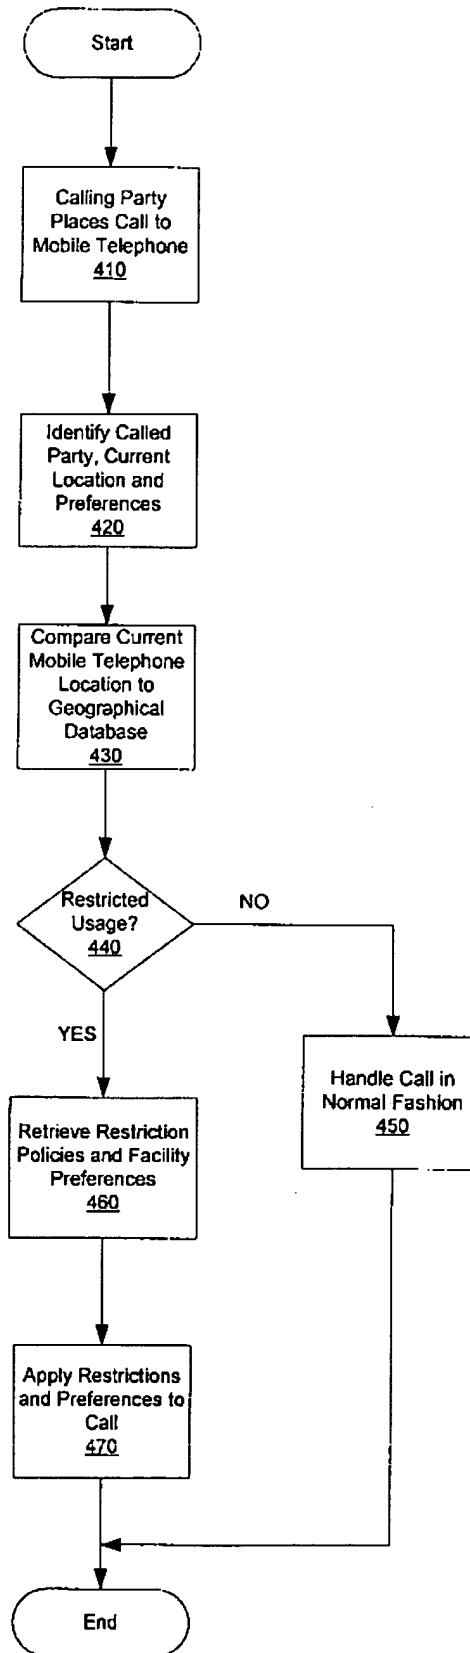 Start
Calling Party
Places Call to
Mobile Telephone
410
Identify Called
Party, Current
Location and
Preferences
420
Compare Current
Mobile Telephone
Location to
Geographical
Database
430
Restricted
Usage?
440
NO
YES
Handle Call in
Normal Fashion
450
Retrieve Restriction
Policies and Facility
Preferences
460
Apply Restrictions
and Preferences to
Call
470
End